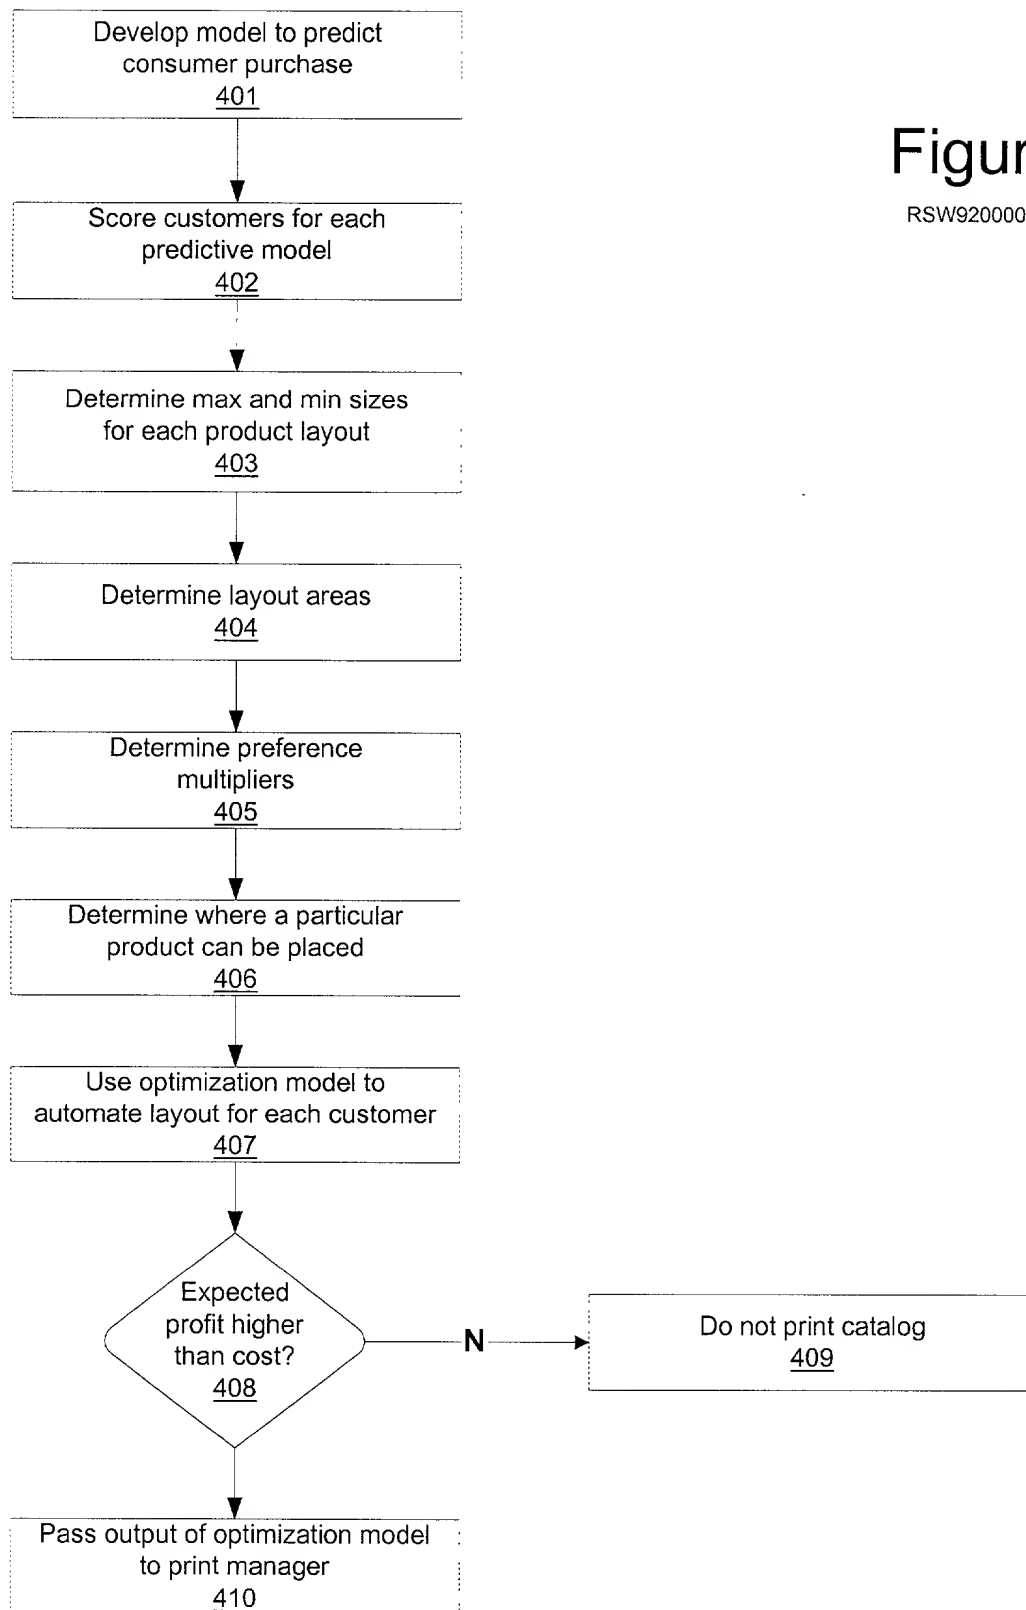 Develop model to predict
consumer purchase
401
Figur
RSW920000
Score customers for each
predictive model
402
Determine max and min sizes
for each product layout
403
Determine layout areas
404
Determine preference
multipliers
405
Determine where a particular
product can be placed
406
Use optimization model to
automate layout for each customer
407
Expected
profit higher
than cost?
408
N
Do not print catalog
409
Pass output of optimization model
to print manager
410